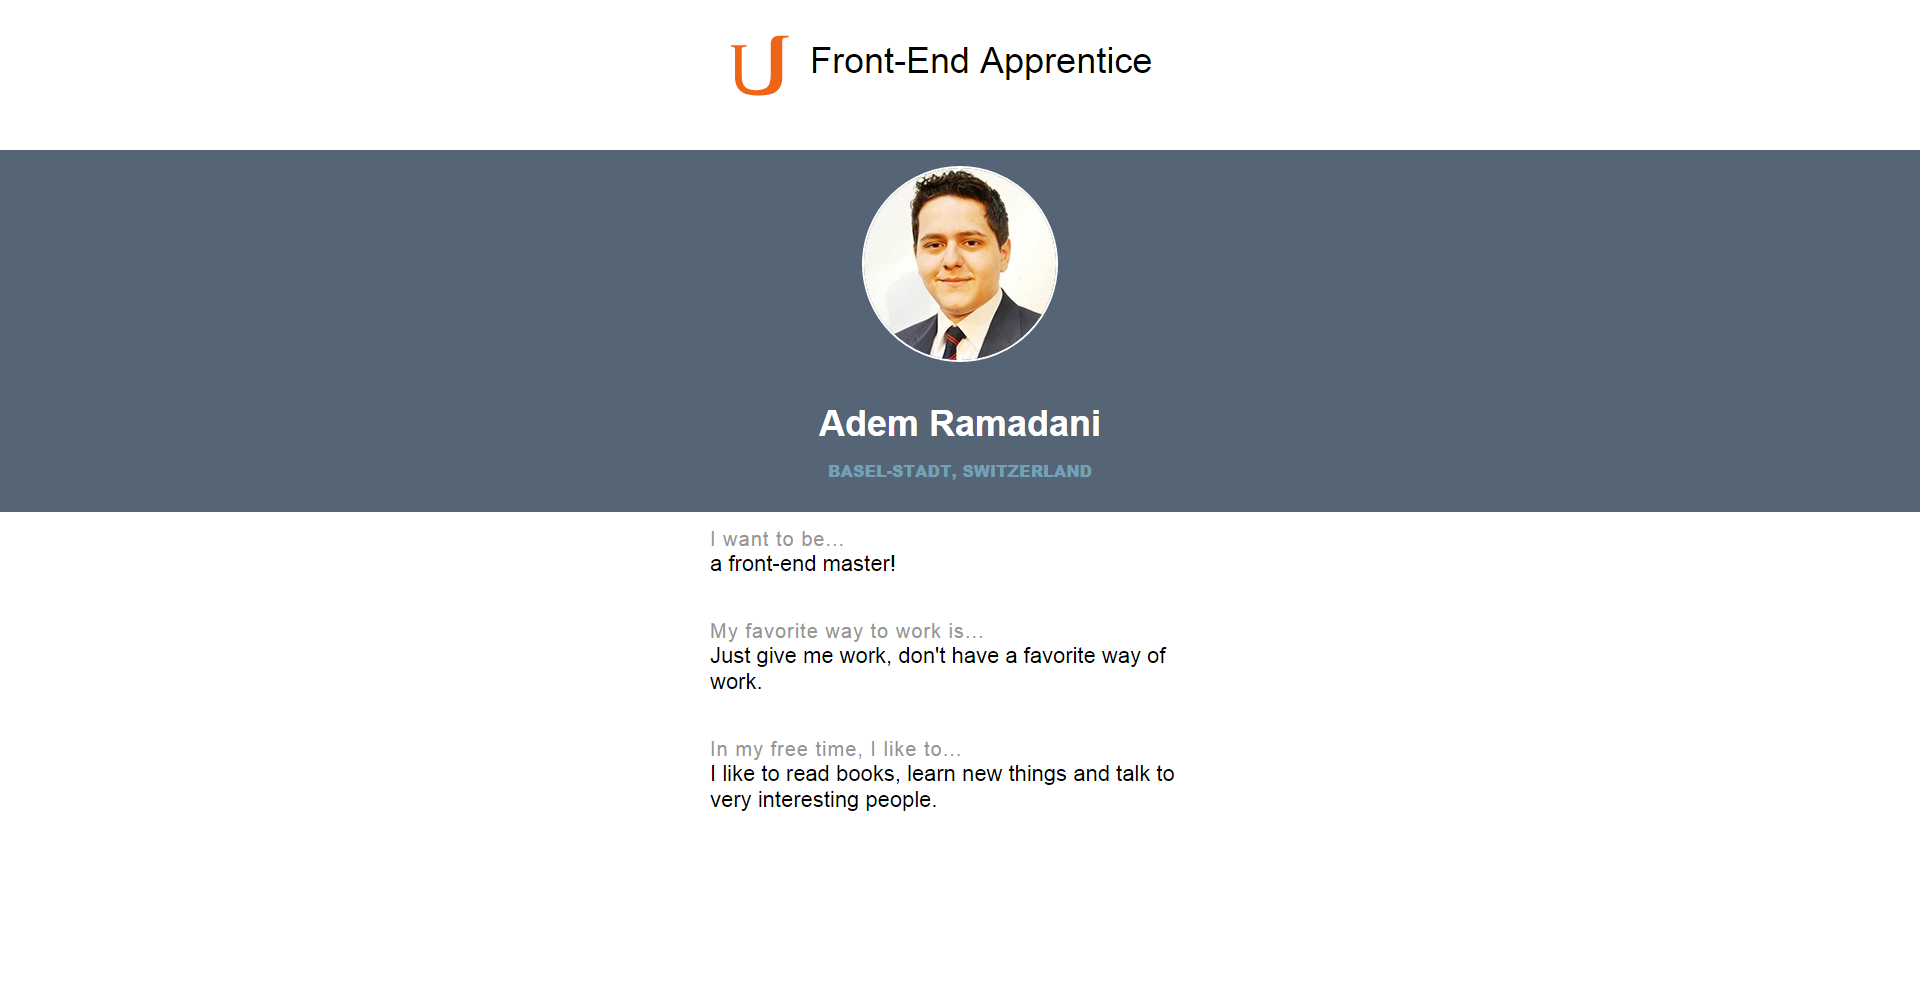 U Front-End Apprentice
Adem Ramadani
BASEL-STADT, SWITZERLAND
I want to be...
a front-end master!
My favorite way to work is...
Just give me work, don't have a favorite way of
work.
In my free time, I like to...
I like to read books, learn new things and talk to
very interesting people.